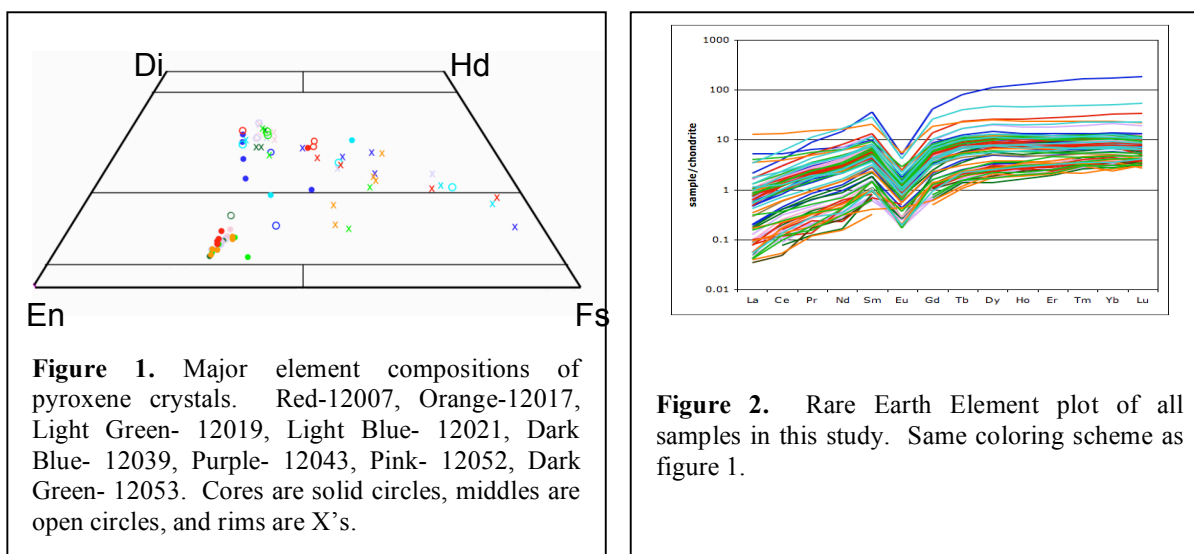 Di Hd
En Fs
Figure 1. Major element compositions of
pyroxene crystals. Red-12007, Orange-12017,
Light Green- 12019, Light Blue- 12021, Dark
Blue- 12039, Purple- 12043, Pink- 12052, Dark
Green- 12053. Cores are solid circles, middles are
open circles, and rims are X's.
1000
100
10
1
0.1
0.01
sample/chondrite
La Ce Pr Nd Sm Eu Gd Tb Dy Ho Er Tm Yb Lu
Figure 2. Rare Earth Element plot of all
samples in this study. Same coloring scheme as
figure 1.